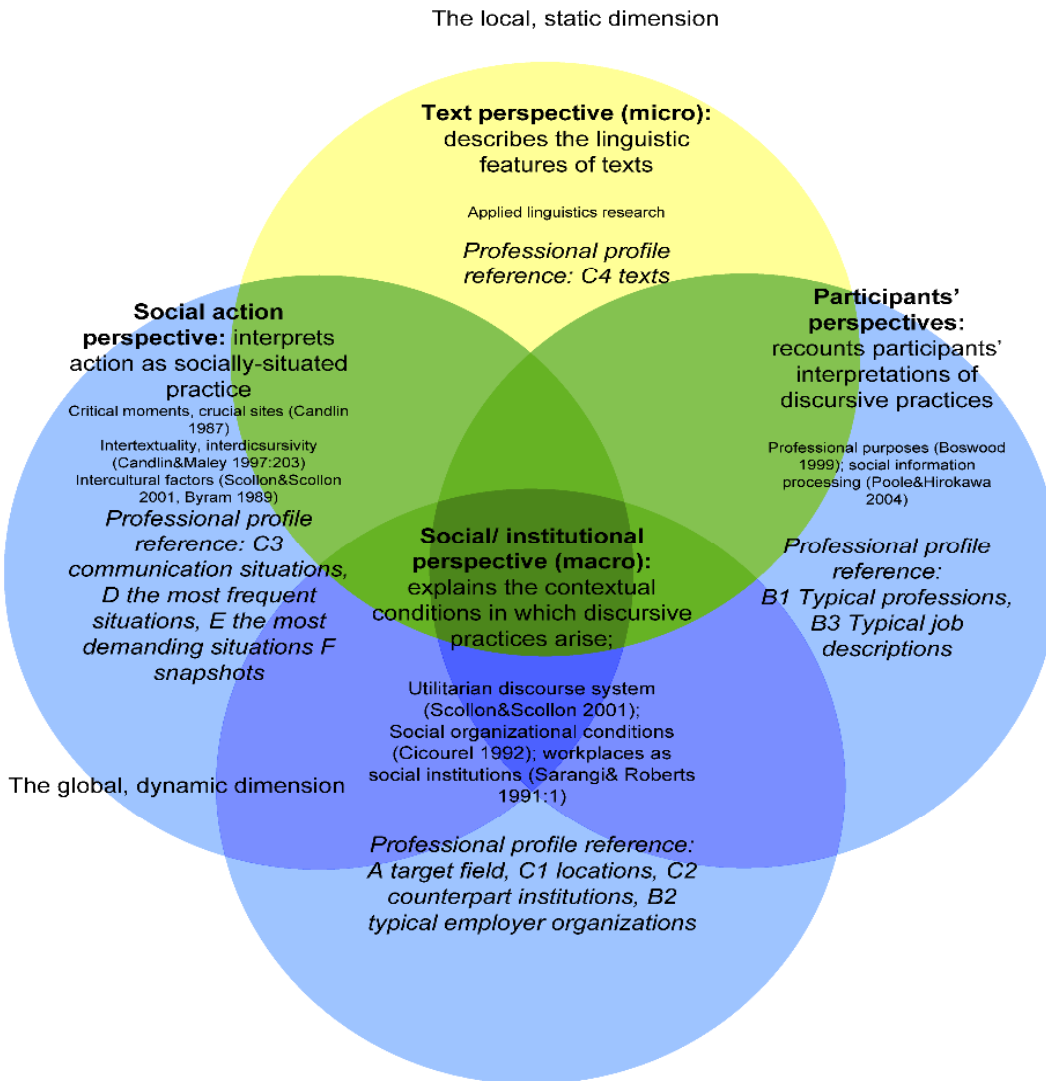 The local, static dimension
Text perspective (micro):
describes the linguistic
features of texts
Applied linguistics research
Professional profile
reference: C4 texts
Social action
perspective: interprets
action as socially-situated
practice
Critical moments, crucial sites (Candlin
1987)
Intertextuality, interdicsursivity
(Candlin&Maley 1997:203)
Intercultural factors (Scollon&Scollon
2001, Byram 1989)
Professional profile
reference: C3
communication situations,
D the most frequent
situations, E the most
demanding situations F
snapshots
Participants'
perspectives:
recounts participants'
interpretations of
discursive practices
Professional purposes (Boswood
1999); social information
processing (Poole&Hirokawa
2004)
Professional profile
reference:
B1 Typical professions,
B3 Typical job
descriptions
Social/ institutional
perspective (macro):
explains the contextual
conditions in which discursive
practices arise;
Utilitarian discourse system
(Scollon&Scollon 2001);
Social organizational conditions
(Cicourel 1992); workplaces as
social institutions (Sarangi& Roberts
1991:1)
The global, dynamic dimension
Professional profile reference:
A target field, C1 locations, C2
counterpart institutions, B2
typical employer organizations